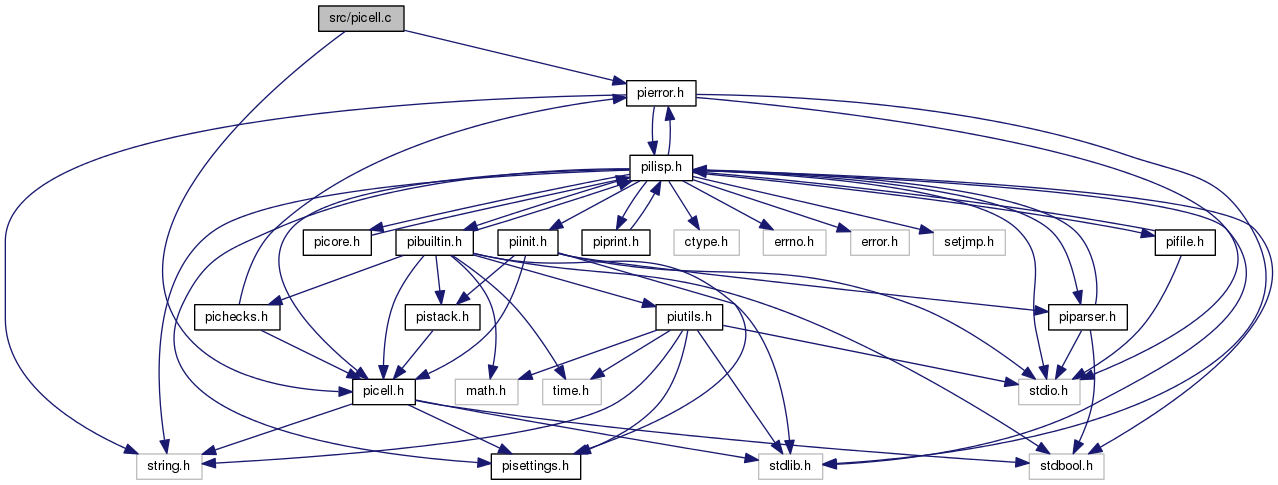 src/picell.c
pierror.h
pilisp.h
picore.h
pibuiltin.h
piinit.h
piprint.h
ctype.h
errno.h
error.h
setjmp.h
pifile.h
pichecks.h
pistack.h
piutils.h
piparser.h
picell.h
math.h
time.h
stdio.h
string.h
pisettings.h
stdlib.h
stdbool.h